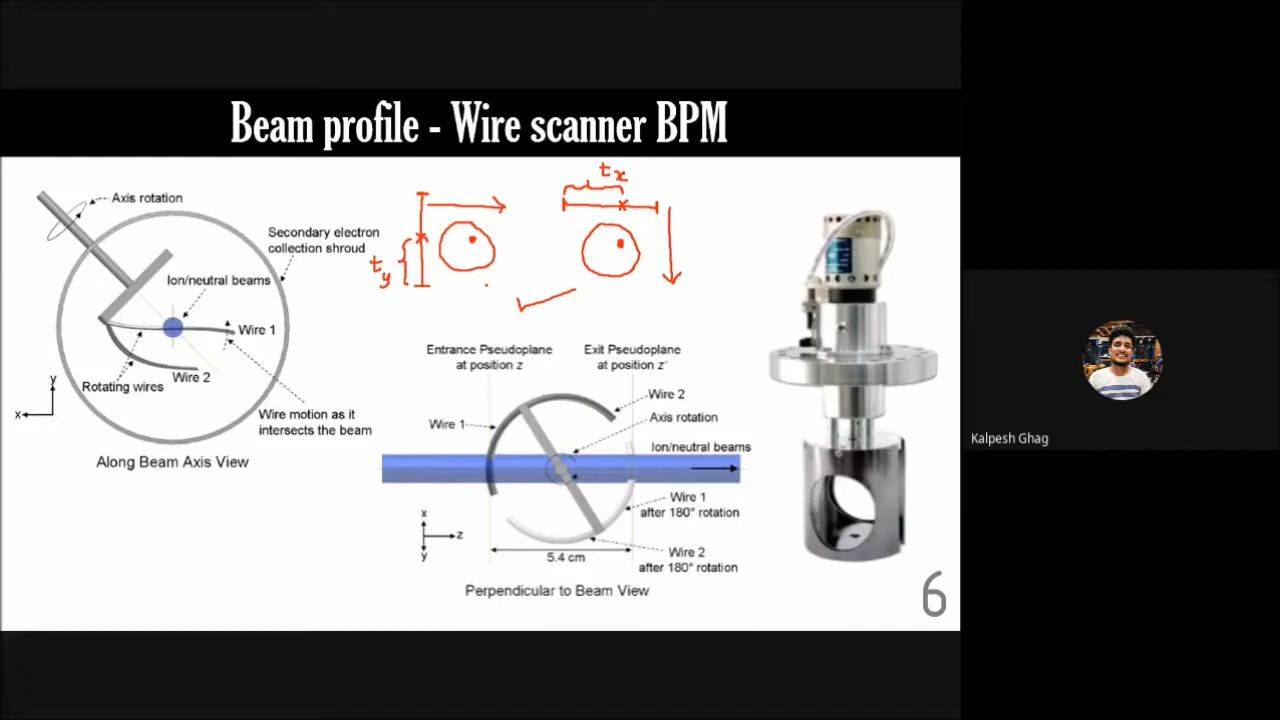 Beam profile - Wire scanner BPM
Axis rotation
Secondary electron
collection shroud
Ion/neutral beams
Wire 1
Wire 2
Rotating wires
Wire motion as it
intersects the beam
y
x
Along Beam Axis View
ty
tx
Entrance Pseudoplane
at position z
Exit Pseudoplane
at position z'
Wire 2
Wire 1
Axis rotation
Ion/neutral beams
Wire 1
after 180° rotation
x
z
y
5.4 cm
Wire 2
after 180° rotation
Perpendicular to Beam View
6
Kalpesh Ghag